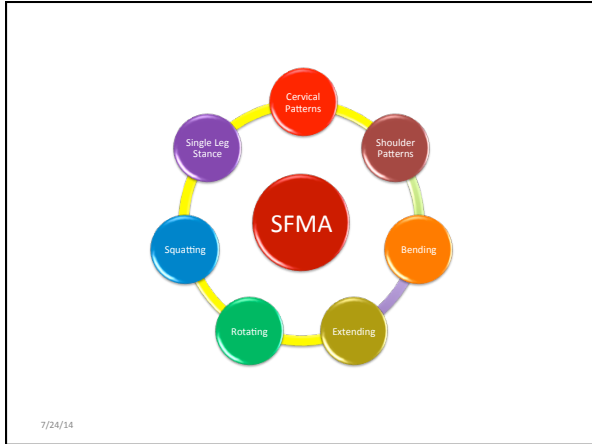 Cervical
Patterns
Shoulder
Patterns
Bending
Extending
Rotating
Squatting
Single Leg
Stance
SFMA
7/24/14